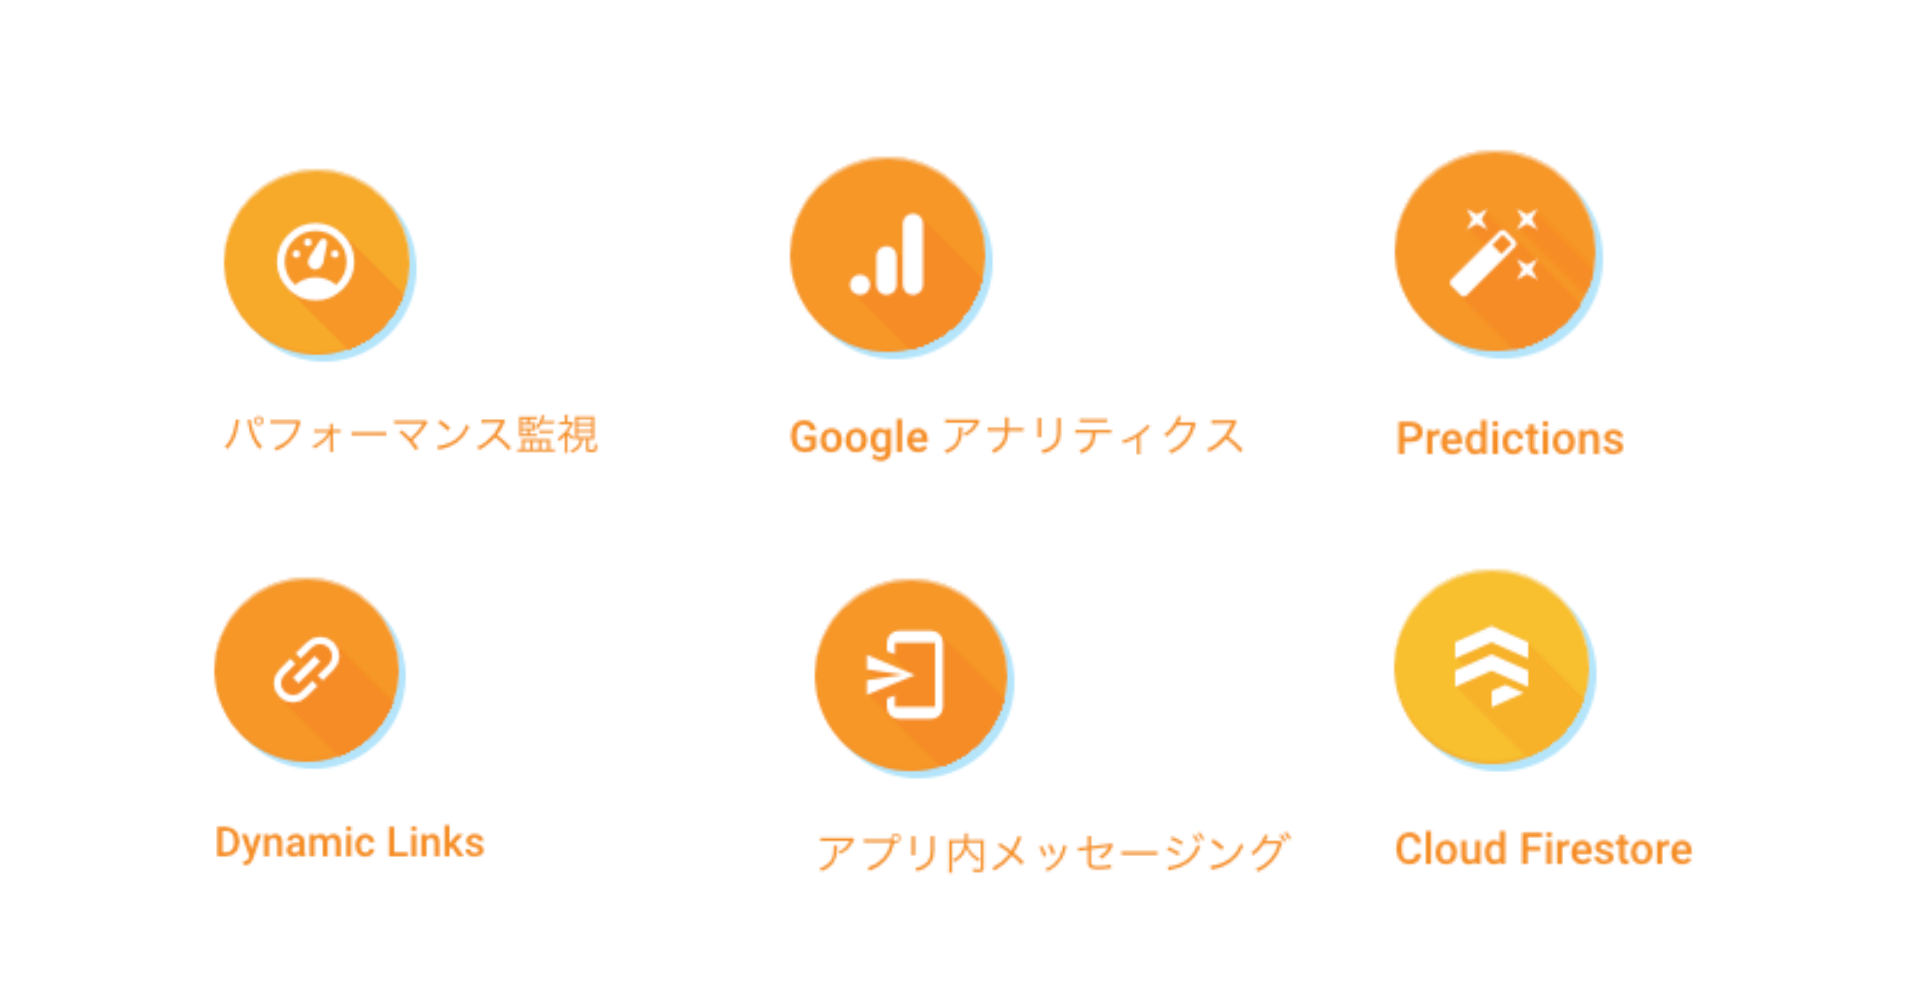 パフォーマンス監視
Google アナリティクス
Predictions
Dynamic Links
アプリ内メッセージング
Cloud Firestore